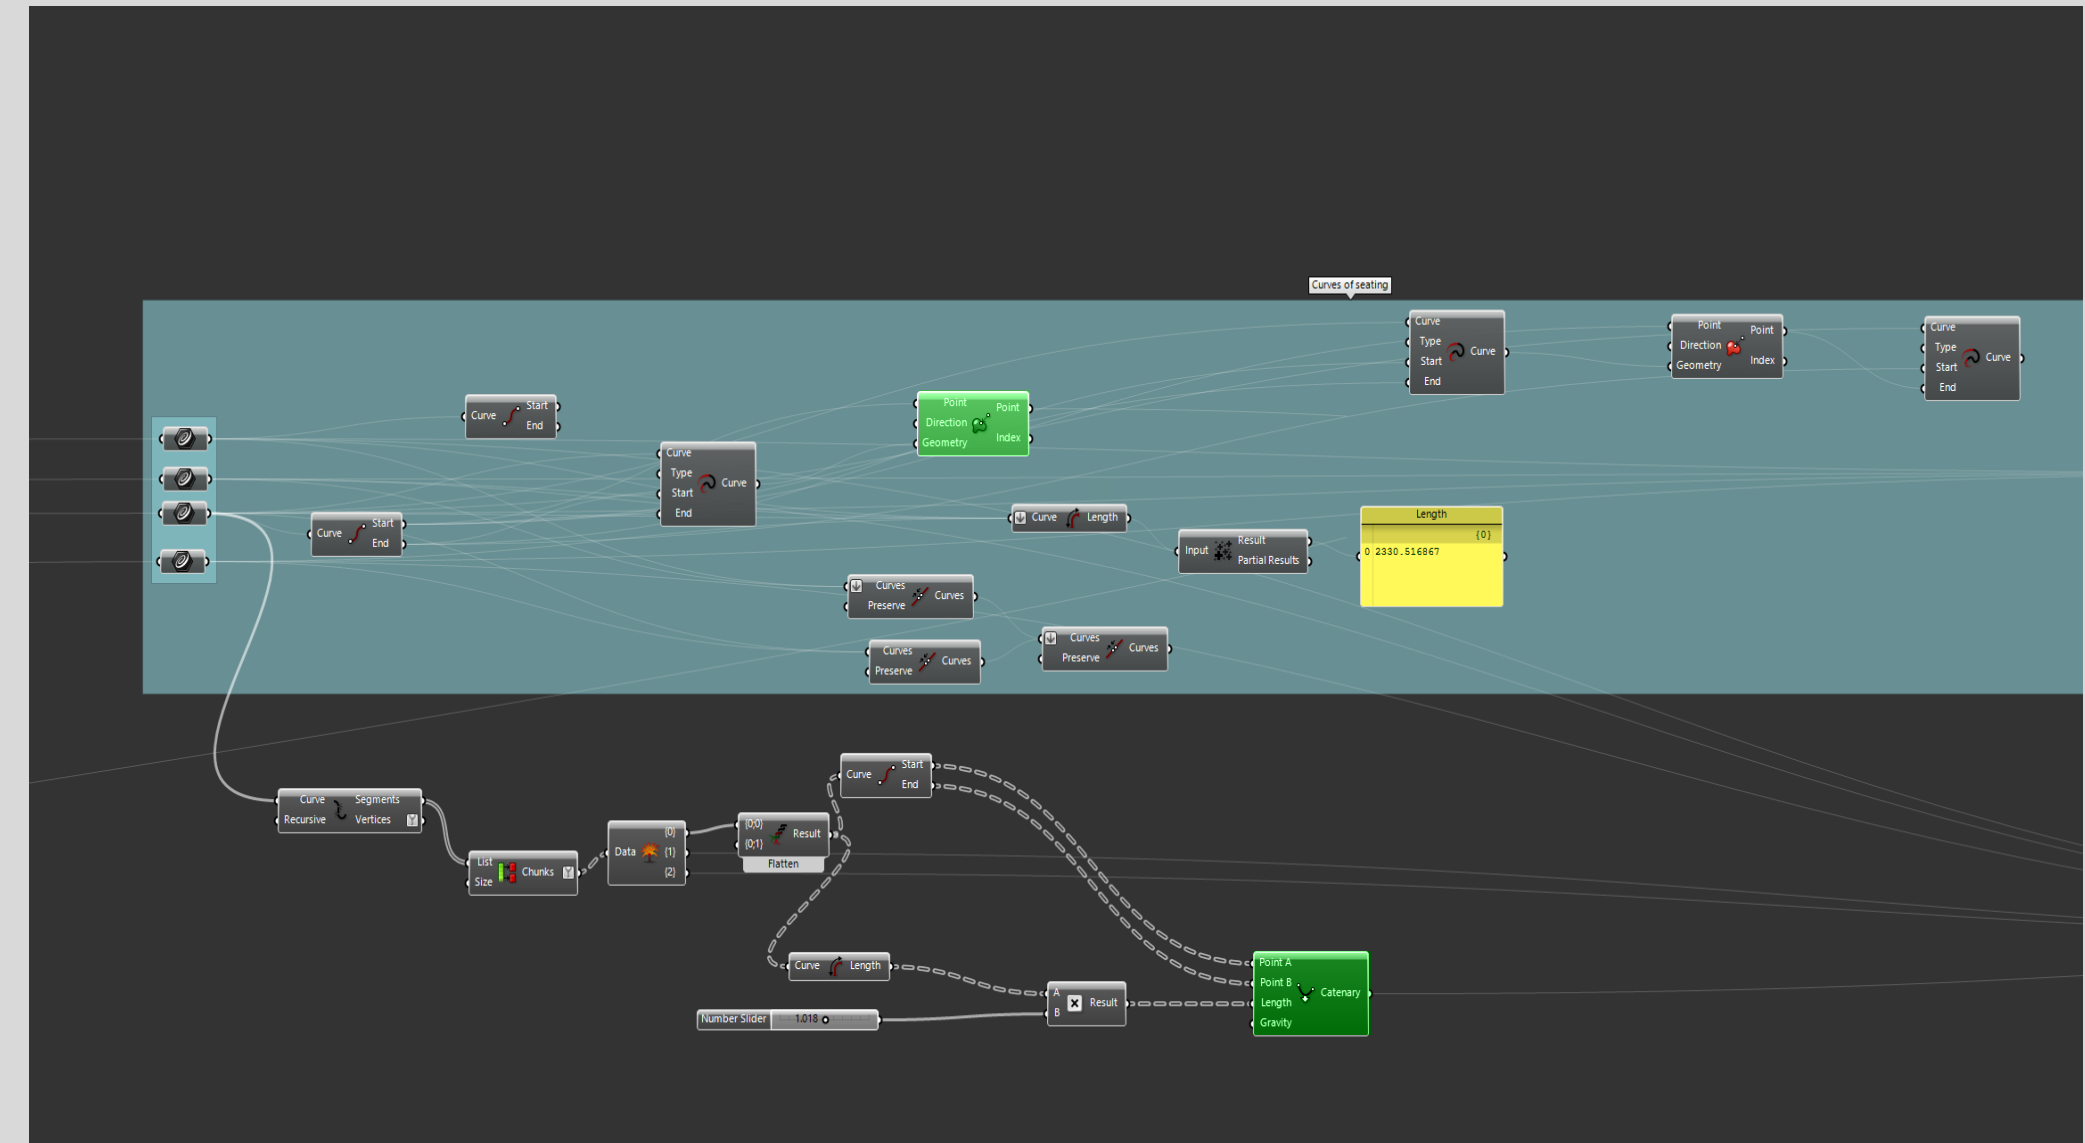 Curves of seating
Curve
Type
Start
End
Curve
Point
Direction
Geometry
Point
Index
Curve
Type
Start
End
Curve
Curve
Start
End
Point
Direction
Geometry
Point
Index
Curve
Type
Start
End
Curve
Curve
Start
End
Curve
Length
Input
Result
Partial Results
Length
{0}
0 2330.516867
Curves
Preserve
Curves
Curves
Preserve
Curves
Curves
Preserve
Curves
Curve
Start
End
Curve
Recursive
Segments
Vertices
List
Size
Chunks
Data
{0}
{1}
{2}
{0;0}
{0;1}
Result
Flatten
Curve
Length
Number Slider
1.018
A
B
Result
Point A
Point B
Length
Gravity
Catenary